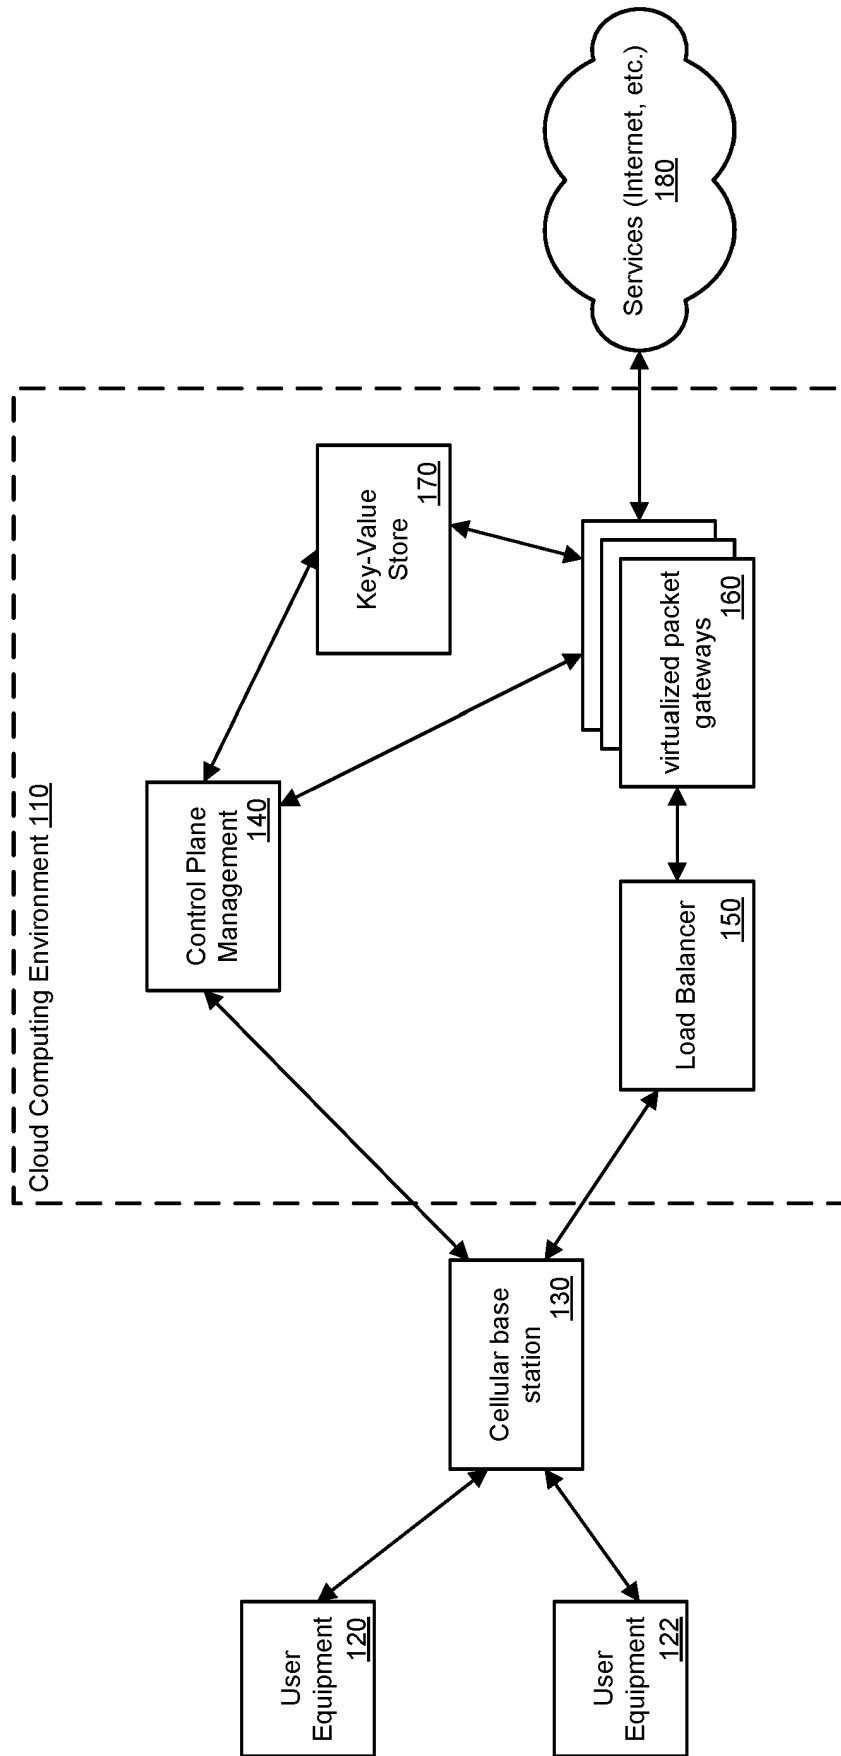 Cloud Computing Environment 110
User
Equipment
120
User
Equipment
122
Cellular base
station
130
Control Plane
Management
140
Load Balancer
150
Key-Value
Store
170
virtualized packet
gateways
160
Services (Internet, etc.)
180